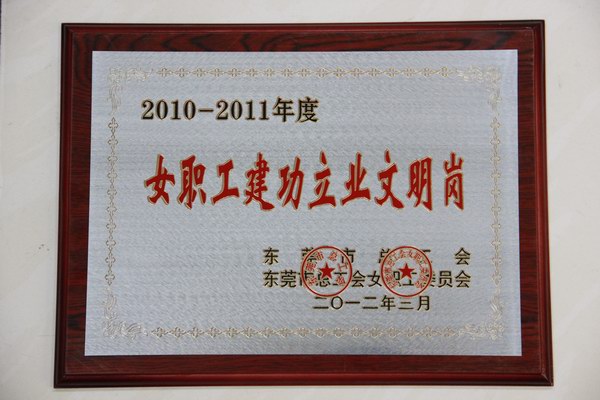 2010-2011年度
女职工建功立业文明岗
东莞市总工会
东莞市总工会女职工委员会
二〇一二年三月